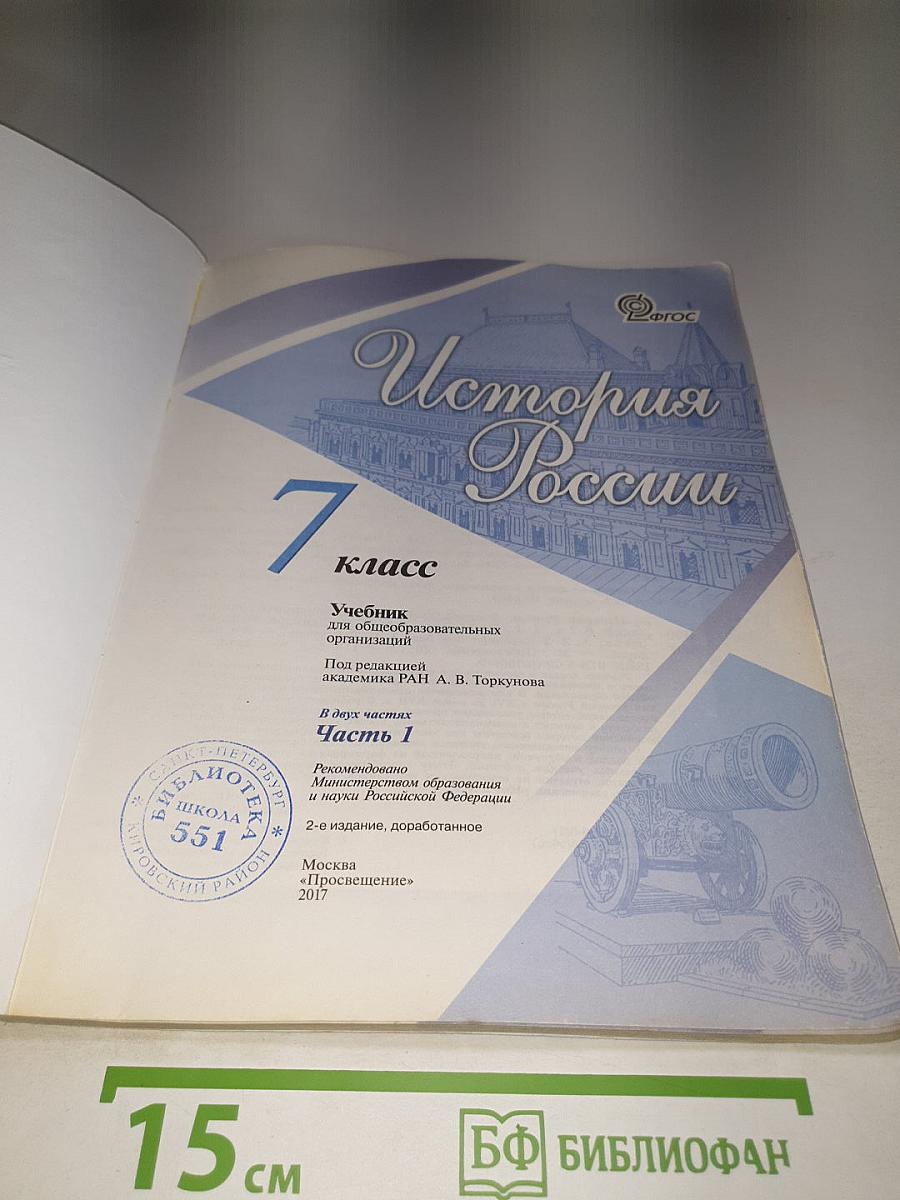 ФГОС
История
России
7 класс
Учебник
для общеобразовательных
организаций
Под редакцией
академика РАН А. В. Торкунова
В двух частях
Часть 1
Рекомендовано
Министерством образования
и науки Российской Федерации
2-е издание, доработанное
Москва
«Просвещение»
2017
САНКТ-ПЕТЕРБУРГ
БИБЛИОТЕКА
ШКОЛА
551
* КИРОВСКИЙ РАЙОН *
15 см
БФ БИБЛИОФАН